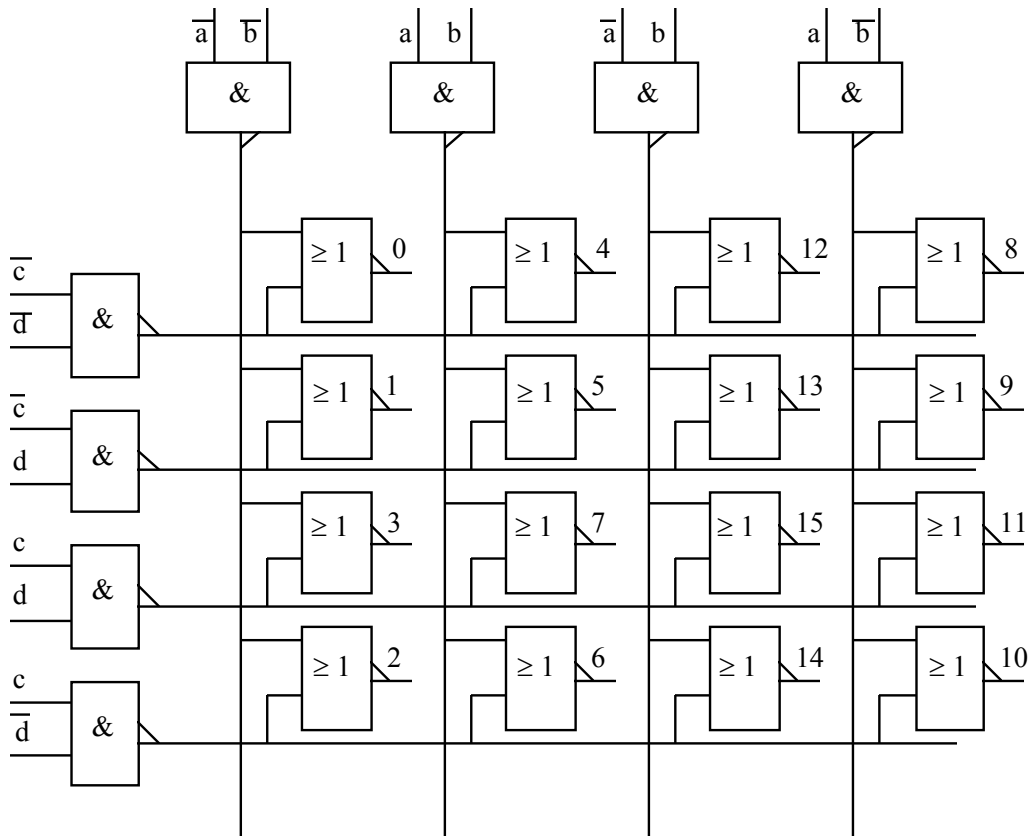 a̅ b̅ a b a̅ b a b̅
& & & &
≥ 1 0 ≥ 1 4 ≥ 1 12 ≥ 1 8
c̅
d̅ &
≥ 1 1 ≥ 1 5 ≥ 1 13 ≥ 1 9
c̅
d &
≥ 1 3 ≥ 1 7 ≥ 1 15 ≥ 1 11
c
d &
≥ 1 2 ≥ 1 6 ≥ 1 14 ≥ 1 10
c
d̅ &